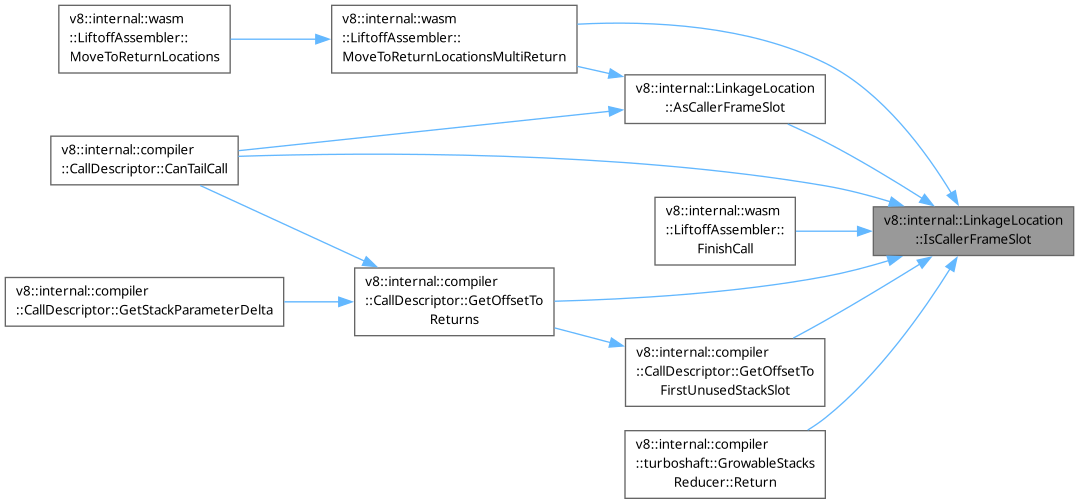 v8::internal::wasm
::LiftoffAssembler::
MoveToReturnLocations
v8::internal::wasm
::LiftoffAssembler::
MoveToReturnLocationsMultiReturn
v8::internal::LinkageLocation
::AsCallerFrameSlot
v8::internal::compiler
::CallDescriptor::CanTailCall
v8::internal::wasm
::LiftoffAssembler::
FinishCall
v8::internal::LinkageLocation
::IsCallerFrameSlot
v8::internal::compiler
::CallDescriptor::GetStackParameterDelta
v8::internal::compiler
::CallDescriptor::GetOffsetTo
Returns
v8::internal::compiler
::CallDescriptor::GetOffsetTo
FirstUnusedStackSlot
v8::internal::compiler
::turboshaft::GrowableStacks
Reducer::Return